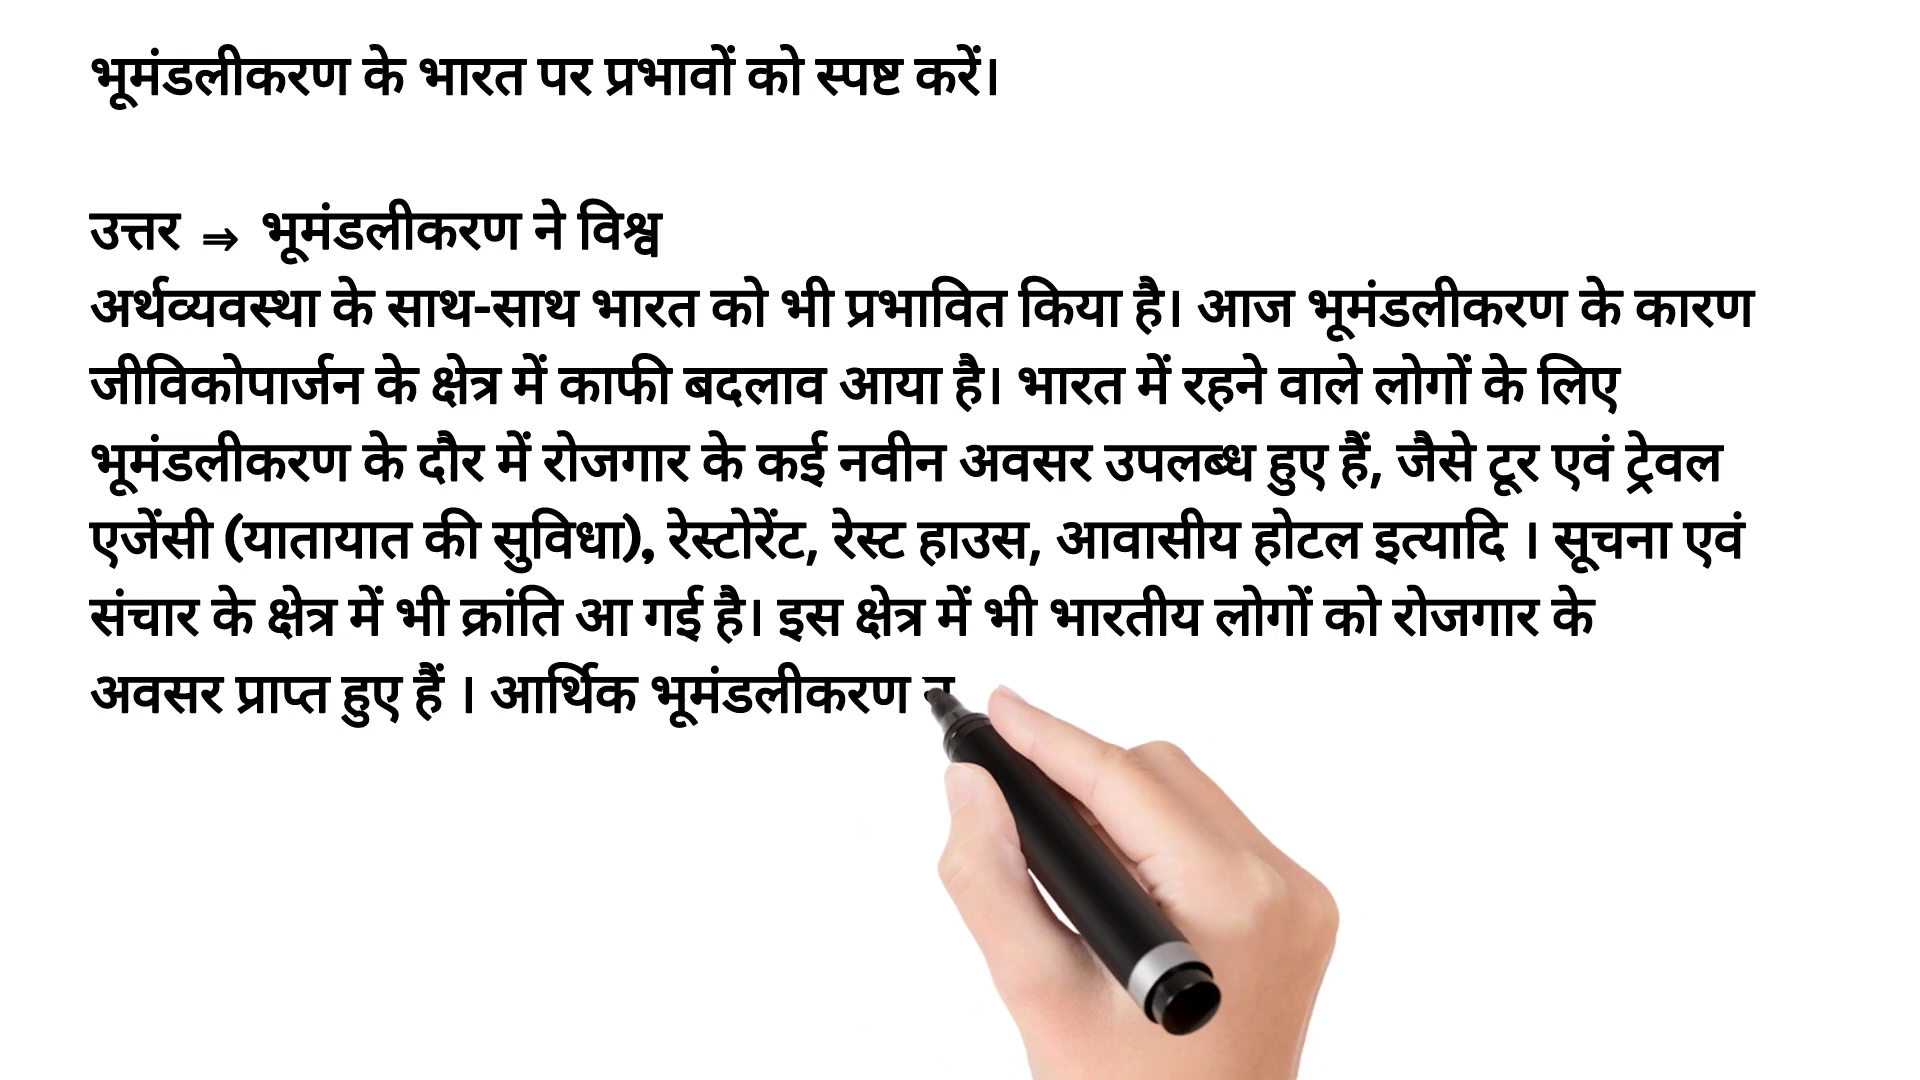 भूमंडलीकरण के भारत पर प्रभावों को स्पष्ट करें।
उत्तर ⇒ भूमंडलीकरण ने विश्व
अर्थव्यवस्था के साथ-साथ भारत को भी प्रभावित किया है। आज भूमंडलीकरण के कारण
जीविकोपार्जन के क्षेत्र में काफी बदलाव आया है। भारत में रहने वाले लोगों के लिए
भूमंडलीकरण के दौर में रोजगार के कई नवीन अवसर उपलब्ध हुए हैं, जैसे टूर एवं ट्रेवल
एजेंसी (यातायात की सुविधा), रेस्टोरेंट, रेस्ट हाउस, आवासीय होटल इत्यादि । सूचना एवं
संचार के क्षेत्र में भी क्रांति आ गई है। इस क्षेत्र में भी भारतीय लोगों को रोजगार के
अवसर प्राप्त हुए हैं । आर्थिक भूमंडलीकरण